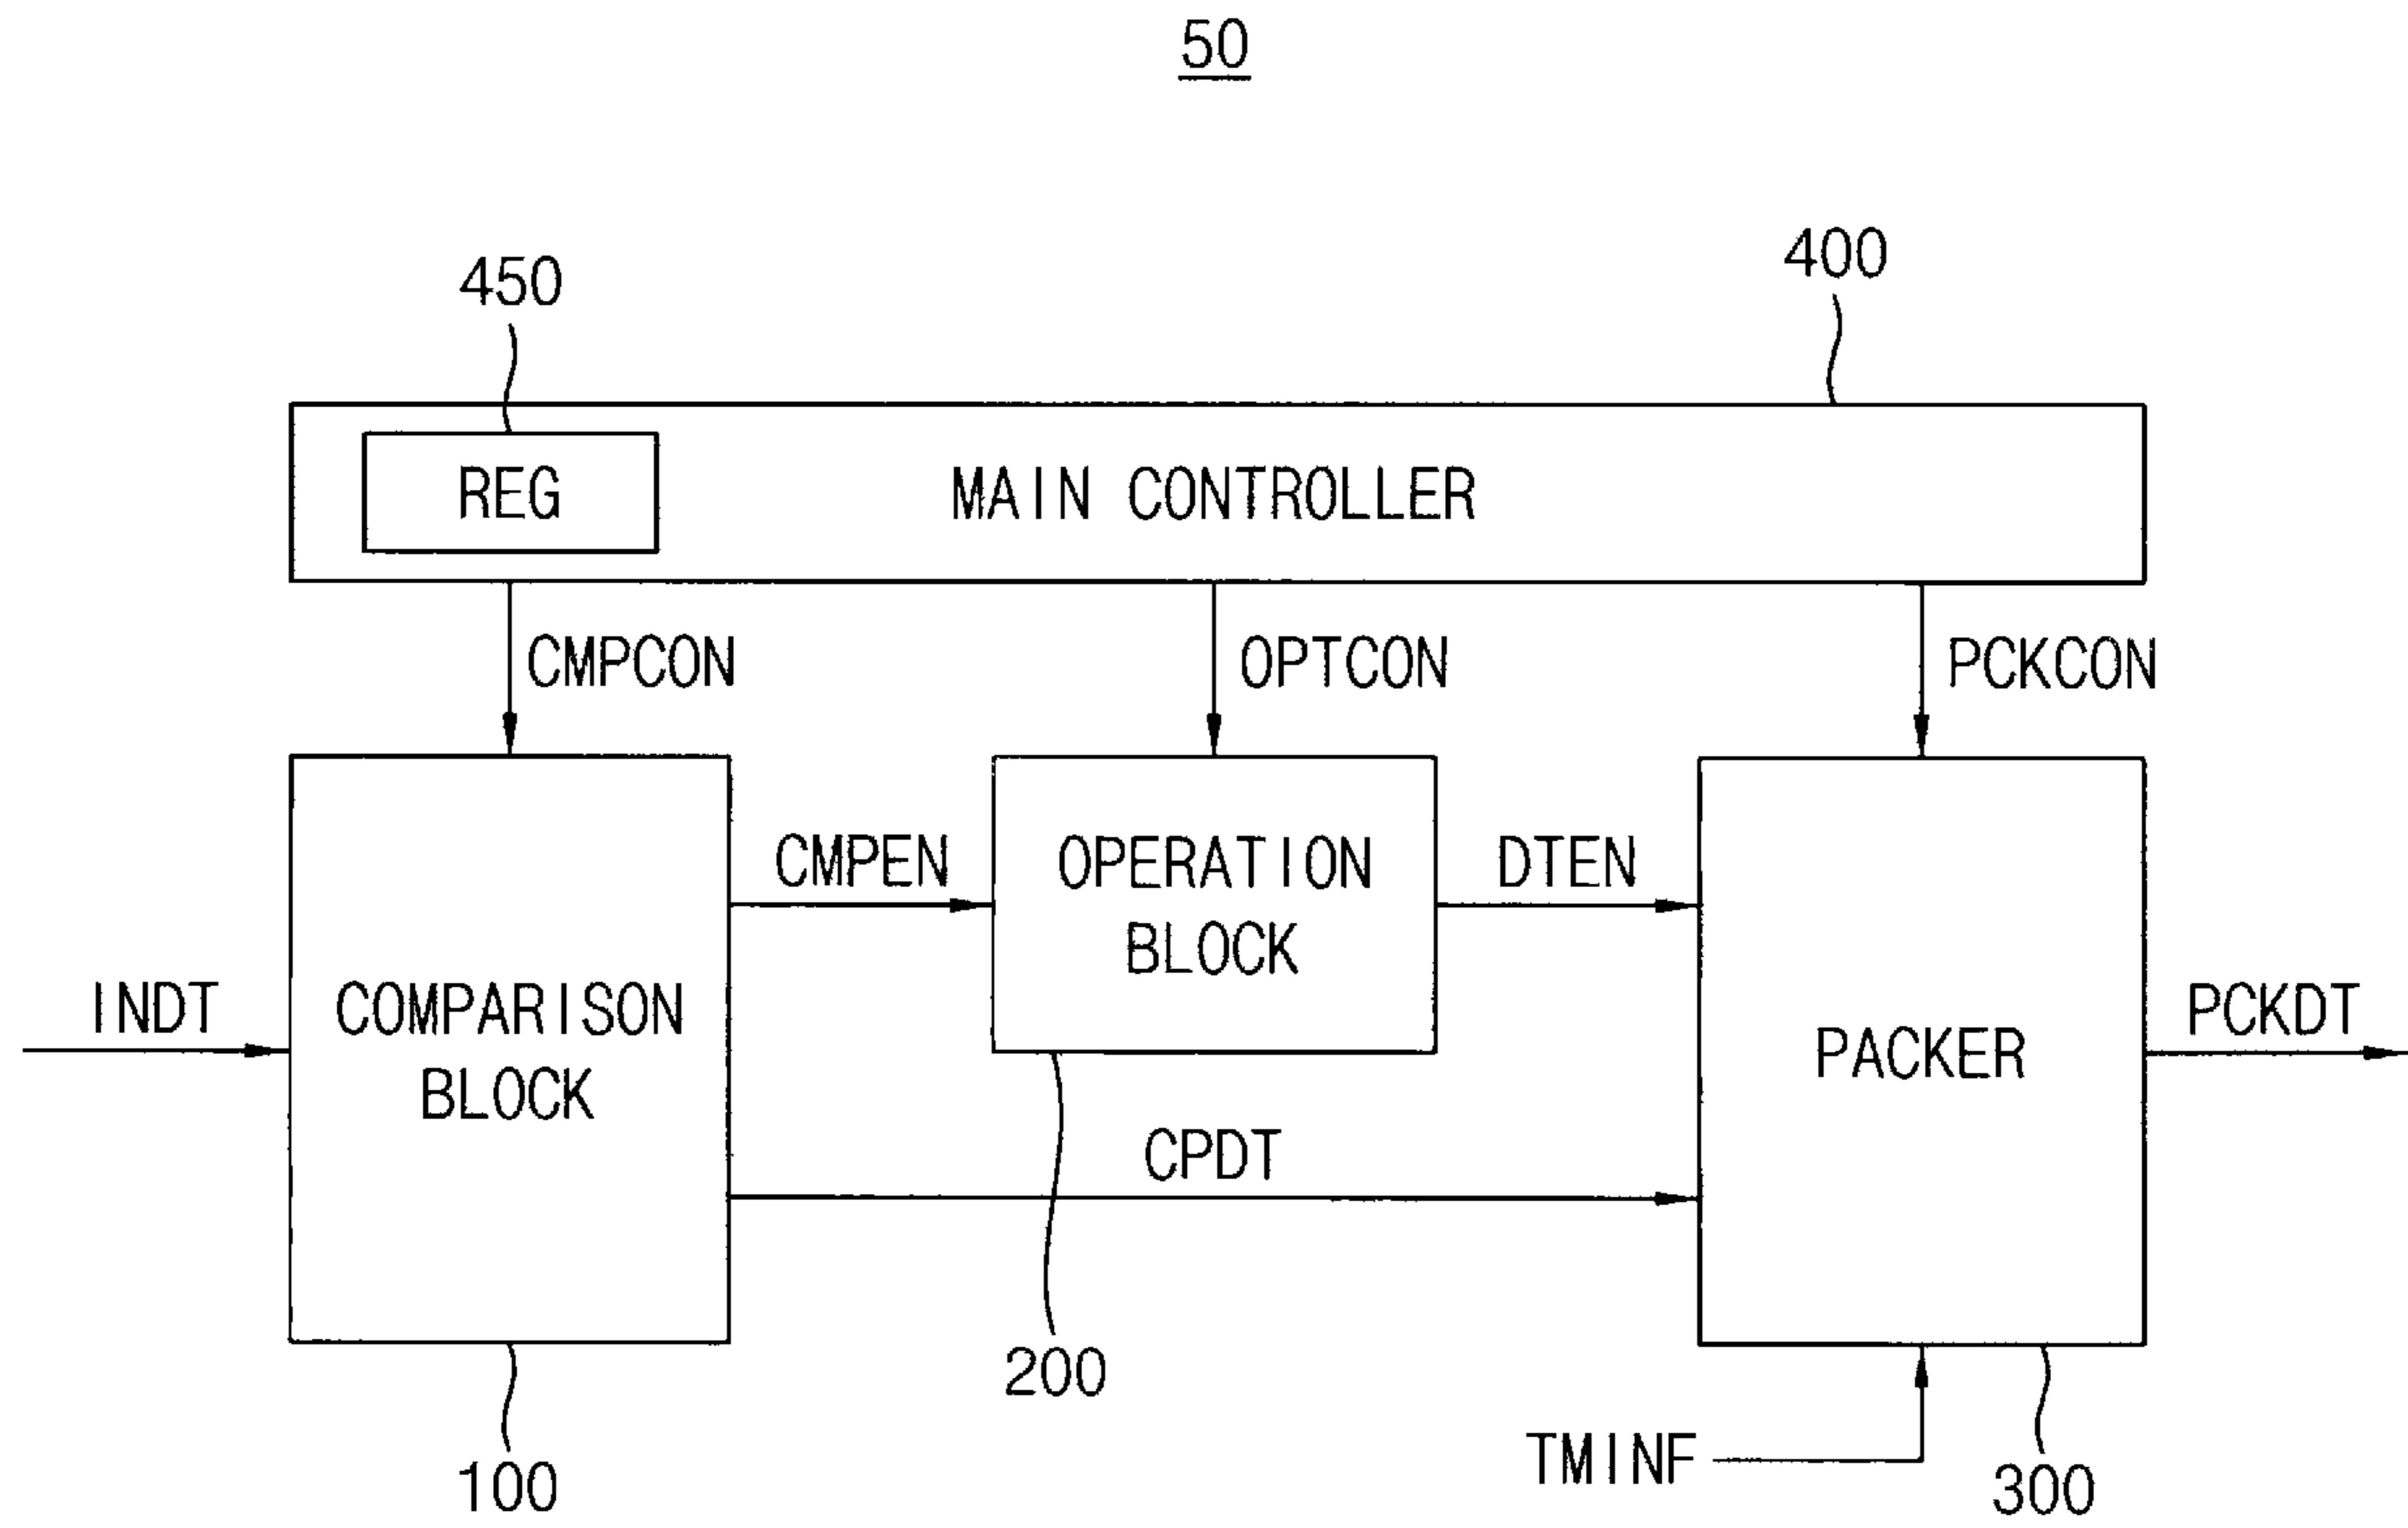 50
450
400
REG
MAIN CONTROLLER
CMPCON
OPTCON
PCKCON
CMPEN
OPERATION
BLOCK
DTEN
INDT
COMPARISON
BLOCK
PACKER
PCKDT
CPDT
200
TMINF
100
300